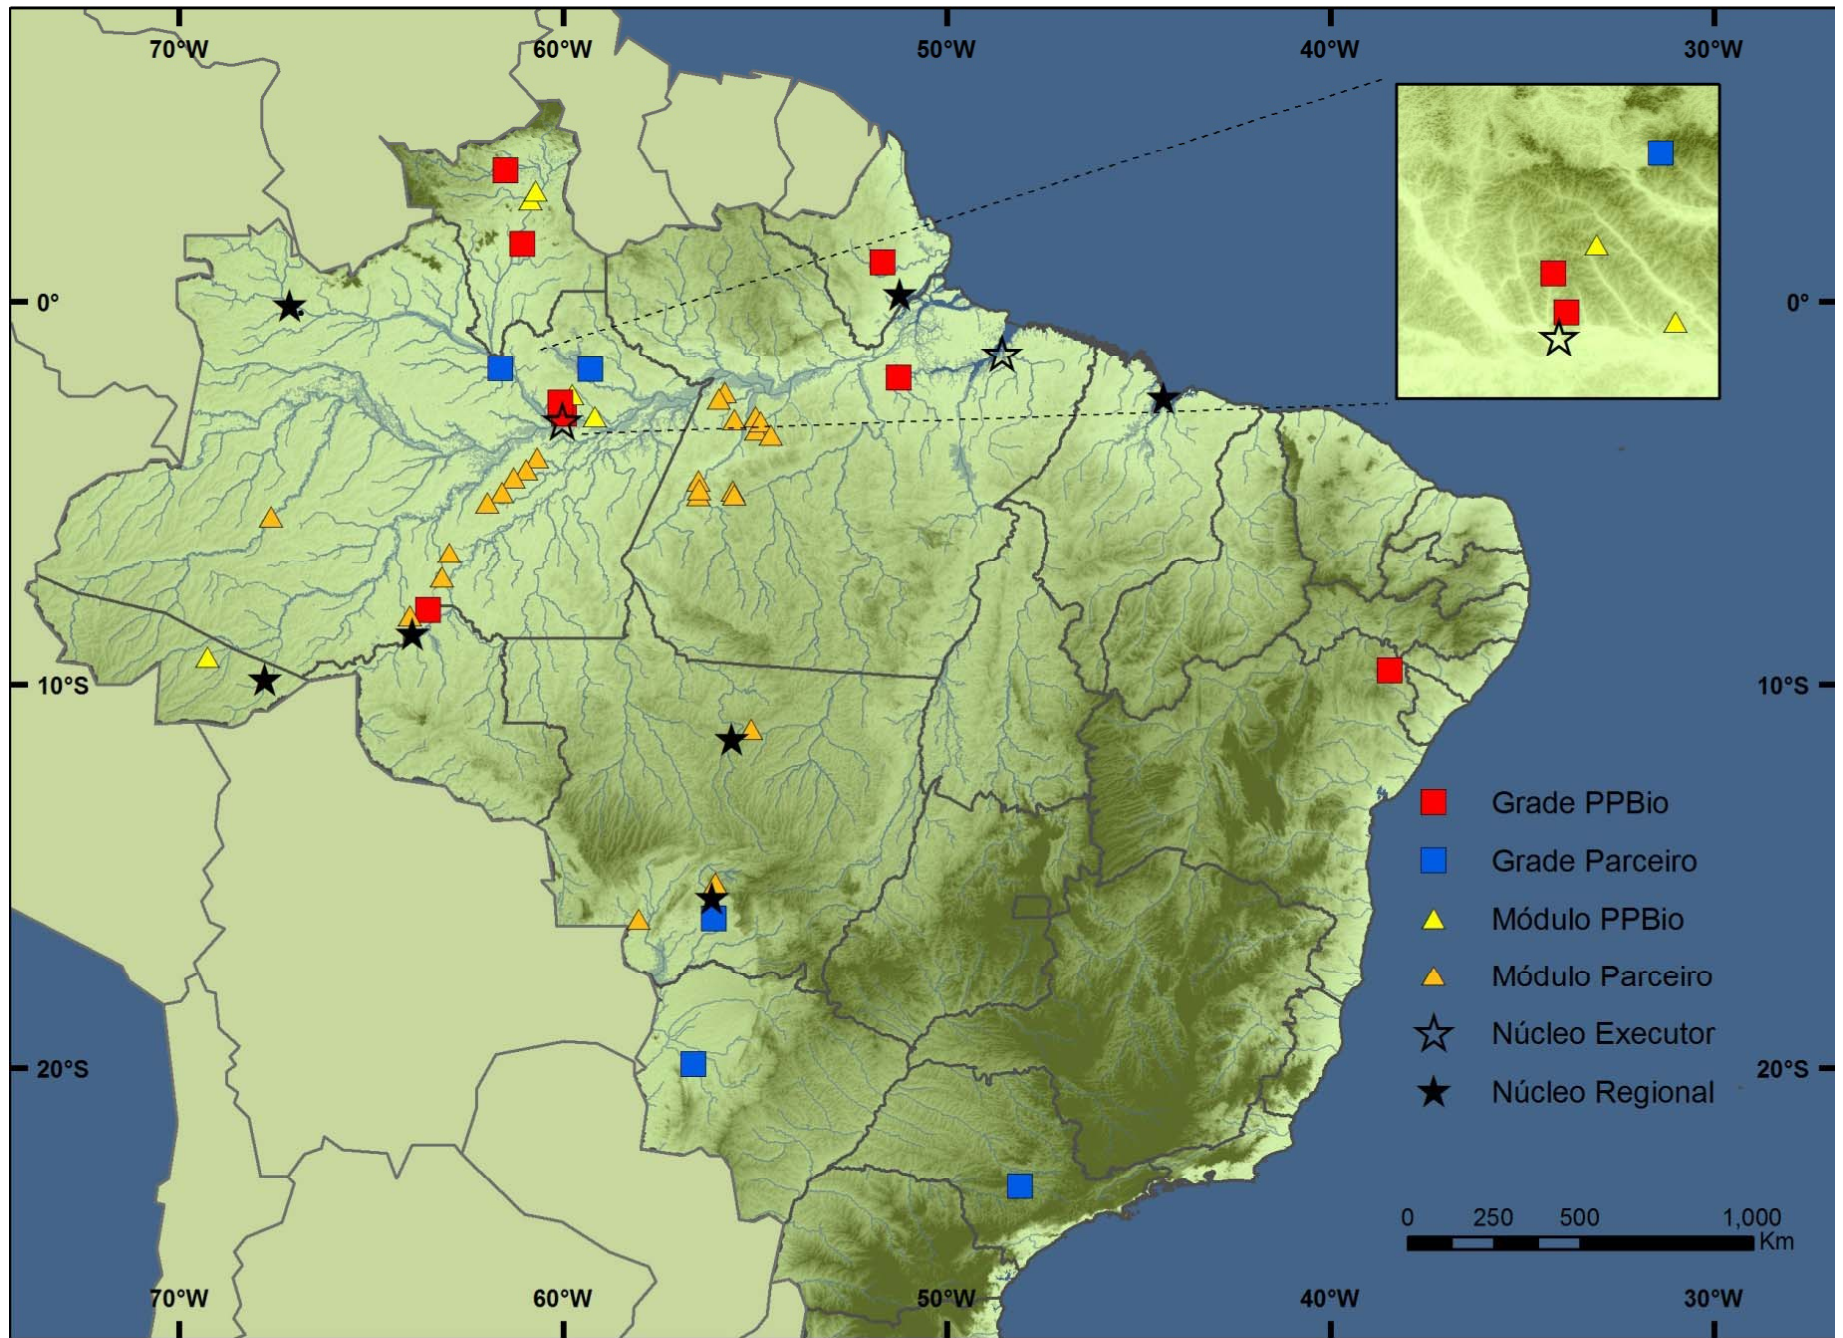 70°W 60°W 50°W 40°W 30°W
0° 0°
10°S 10°S
Grade PPBio
Grade Parceiro
Módulo PPBio
Módulo Parceiro
Núcleo Executor
20°S 20°S
Núcleo Regional
0 250 500 1,000
Km
70°W 60°W 50°W 40°W 30°W